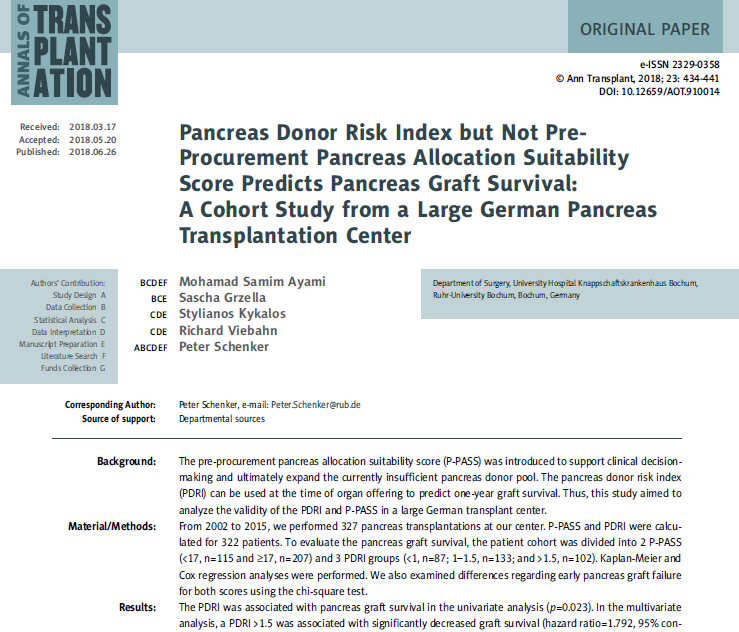 ANNALS OF
TRANS
PLANT
ATION
ORIGINAL PAPER
e-ISSN 2329-0358
© Ann Transplant, 2018; 23: 434-441
DOI: 10.12659/AOT.910014
Received: 2018.03.17
Accepted: 2018.05.20
Published: 2018.06.26
Pancreas Donor Risk Index but Not Pre-
Procurement Pancreas Allocation Suitability
Score Predicts Pancreas Graft Survival:
A Cohort Study from a Large German Pancreas
Transplantation Center
Authors' Contribution:
Study Design A
Data Collection B
Statistical Analysis C
Data Interpretation D
Manuscript Preparation E
Literature Search F
Funds Collection G
BCDEF Mohamad Samim Ayami
BCE Sascha Grzella
CDE Stylianos Kykalos
CDE Richard Viebahn
ABCDEF Peter Schenker
Department of Surgery, University Hospital Knappschaftskrankenhaus Bochum,
Ruhr-University Bochum, Bochum, Germany
Corresponding Author: Peter Schenker, e-mail: Peter.Schenker@rub.de
Source of support: Departmental sources
Background: The pre-procurement pancreas allocation suitability score (P-PASS) was introduced to support clinical decision-
making and ultimately expand the currently insufficient pancreas donor pool. The pancreas donor risk index
(PDRI) can be used at the time of organ offering to predict one-year graft survival. Thus, this study aimed to
analyze the validity of the PDRI and P-PASS in a large German transplant center.
Material/Methods: From 2002 to 2015, we performed 327 pancreas transplantations at our center. P-PASS and PDRI were calcu-
lated for 322 patients. To evaluate the pancreas graft survival, the patient cohort was divided into 2 P-PASS
(<17, n=115 and ≥17, n=207) and 3 PDRI groups (<1, n=87; 1–1.5, n=133; and >1.5, n=102). Kaplan-Meier and
Cox regression analyses were performed. We also examined differences regarding early pancreas graft failure
for both scores using the chi-square test.
Results: The PDRI was associated with pancreas graft survival in the univariate analysis (p=0.023). In the multivariate
analysis, a PDRI >1.5 was associated with significantly decreased graft survival (hazard ratio=1.792, 95% con-